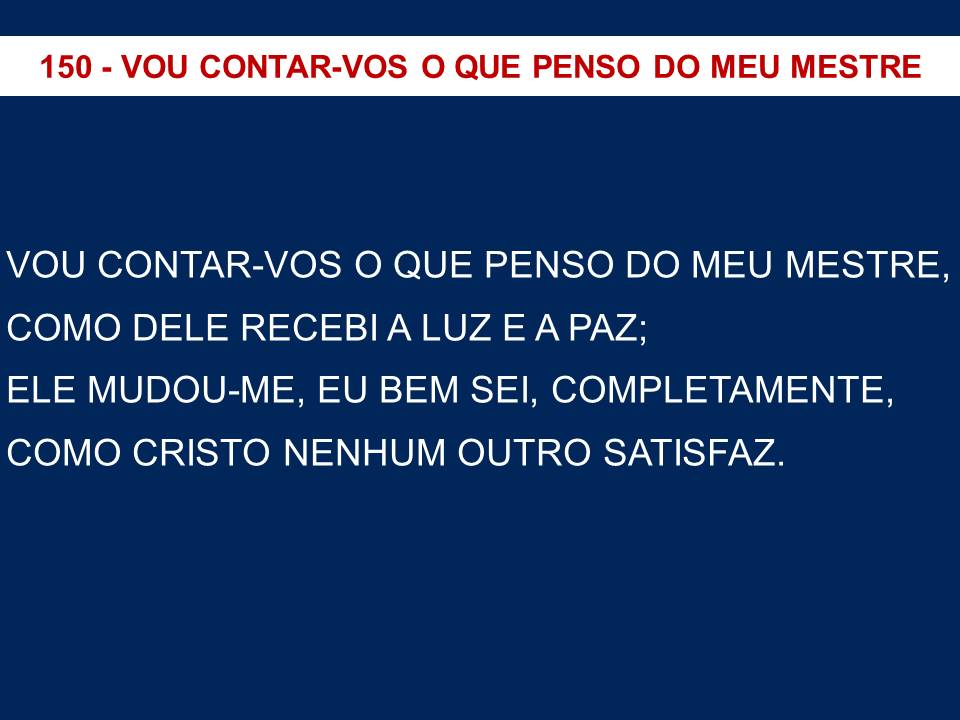 150 - VOU CONTAR-VOS O QUE PENSO DO MEU MESTRE
VOU CONTAR-VOS O QUE PENSO DO MEU MESTRE,
COMO DELE RECEBI A LUZ E A PAZ;
ELE MUDOU-ME, EU BEM SEI, COMPLETAMENTE,
COMO CRISTO NENHUM OUTRO SATISFAZ.